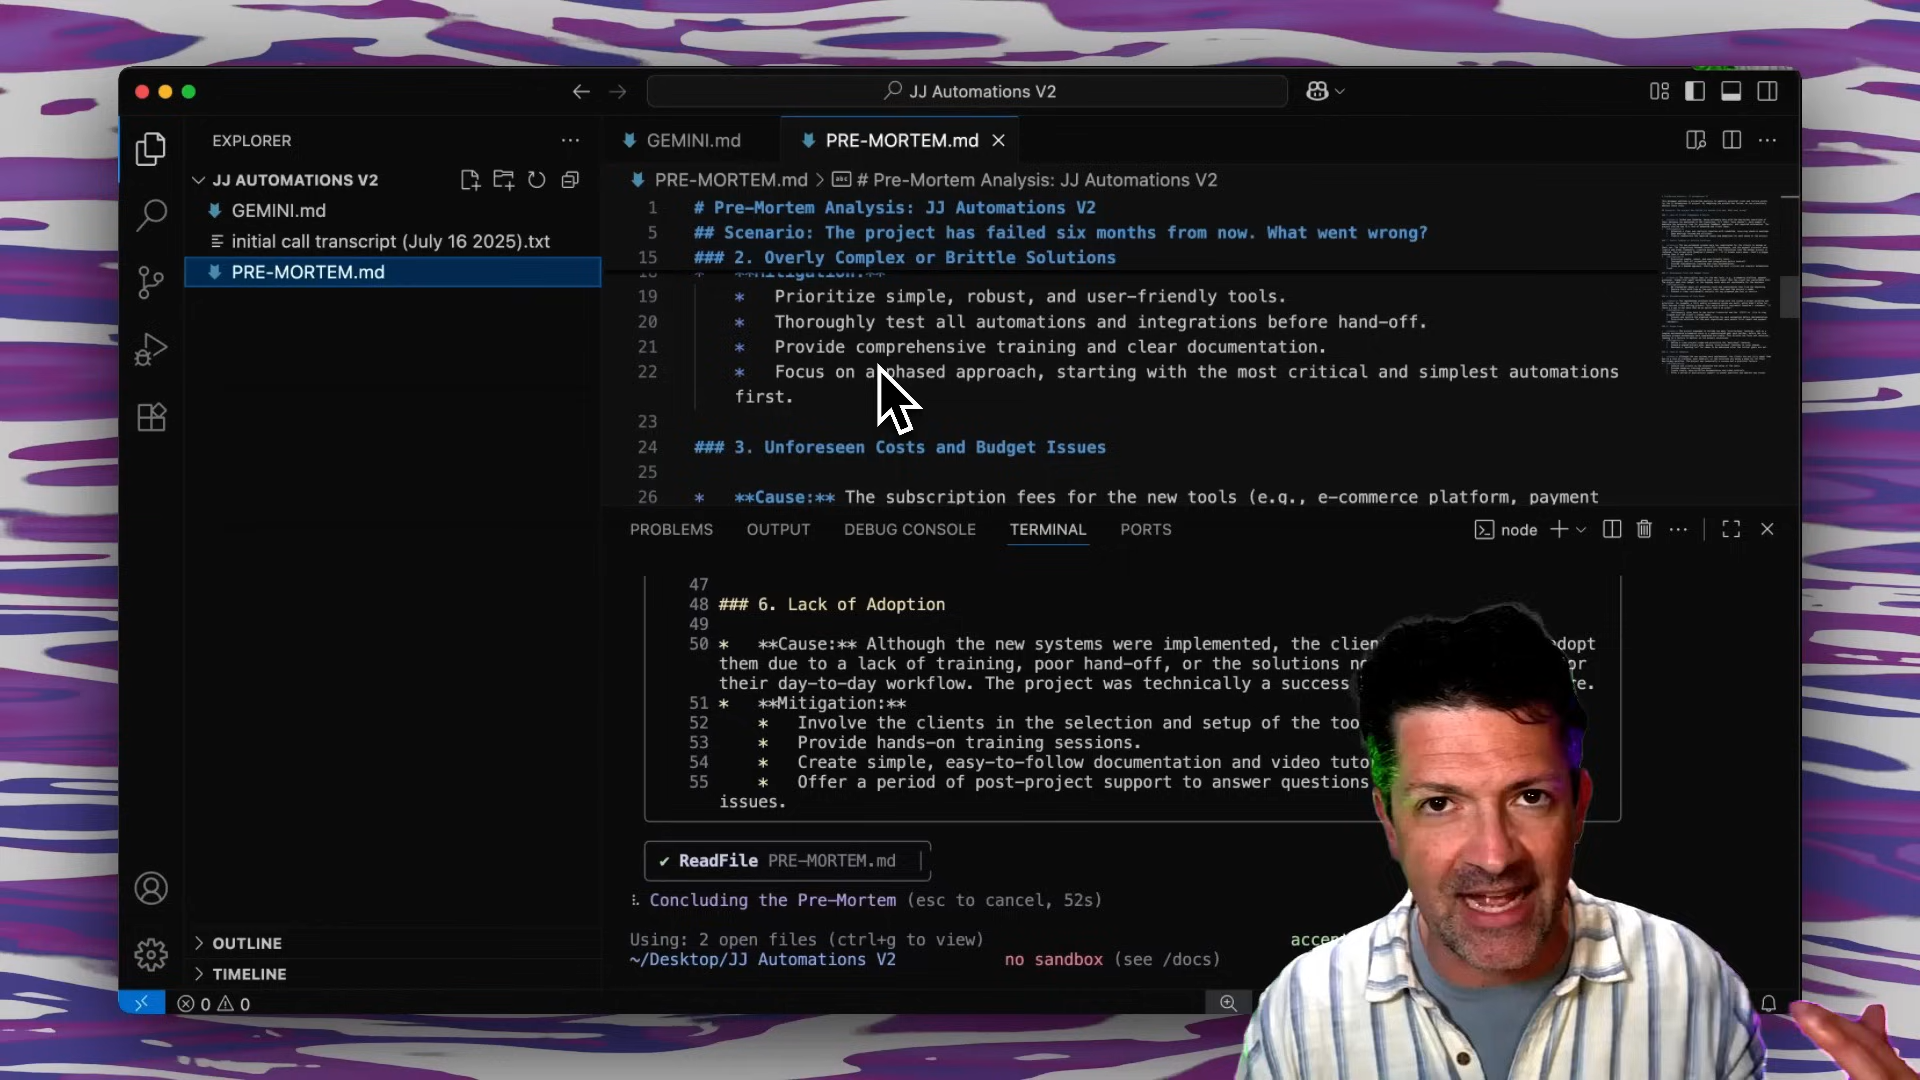 JJ Automations V2
EXPLORER
JJ AUTOMATIONS V2
GEMINI.md
initial call transcript (July 16 2025).txt
PRE-MORTEM.md
OUTLINE
TIMELINE
0 0
GEMINI.md PRE-MORTEM.md
PRE-MORTEM.md > # Pre-Mortem Analysis: JJ Automations V2
1 # Pre-Mortem Analysis: JJ Automations V2
5 ## Scenario: The project has failed six months from now. What went wrong?
15 ### 2. Overly Complex or Brittle Solutions
18 * **Mitigation:**
19 * Prioritize simple, robust, and user-friendly tools.
20 * Thoroughly test all automations and integrations before hand-off.
21 * Provide comprehensive training and clear documentation.
22 * Focus on a phased approach, starting with the most critical and simplest automations
first.
23
24 ### 3. Unforeseen Costs and Budget Issues
25
26 * **Cause:** The subscription fees for the new tools (e.g., e-commerce platform, payment
PROBLEMS OUTPUT DEBUG CONSOLE TERMINAL PORTS node
47
48 ### 6. Lack of Adoption
49
50 * **Cause:** Although the new systems were implemented, the
them due to a lack of training, poor hand-off, or the solutions
their day-to-day workflow. The project was technically a success
51 * **Mitigation:**
52 * Involve the clients in the selection and setup of the
53 * Provide hands-on training sessions.
54 * Create simple, easy-to-follow documentation and video
55 * Offer a period of post-project support to answer questions
issues.
✔ ReadFile PRE-MORTEM.md
Concluding the Pre-Mortem (esc to cancel, 52s)
Using: 2 open files (ctrl+g to view)
~/Desktop/JJ Automations V2 no sandbox (see /docs)